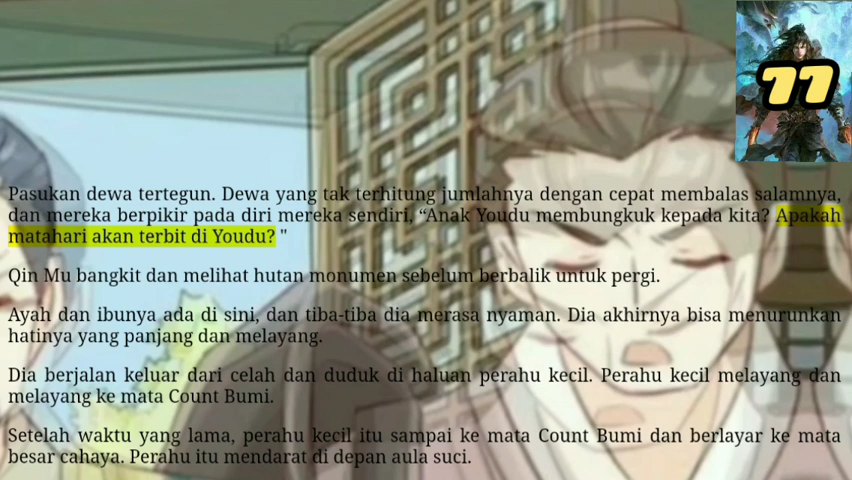 77
Pasukan dewa tertegun. Dewa yang tak terhitung jumlahnya dengan cepat membalas salamnya,
dan mereka berpikir pada diri mereka sendiri, “Anak Youdu membungkuk kepada kita? Apakah
matahari akan terbit di Youdu? "
Qin Mu bangkit dan melihat hutan monumen sebelum berbalik untuk pergi.
Ayah dan ibunya ada di sini, dan tiba-tiba dia merasa nyaman. Dia akhirnya bisa menurunkan
hatinya yang panjang dan melayang.
Dia berjalan keluar dari celah dan duduk di haluan perahu kecil. Perahu kecil melayang dan
melayang ke mata Count Bumi.
Setelah waktu yang lama, perahu kecil itu sampai ke mata Count Bumi dan berlayar ke mata
besar cahaya. Perahu itu mendarat di depan aula suci.